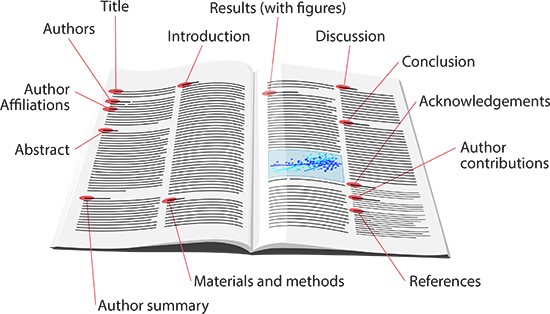 Title
Authors
Author
Affiliations
Abstract
Author summary
Introduction
Materials and methods
Results (with figures)
Discussion
Conclusion
Acknowledgements
Author
contributions
References